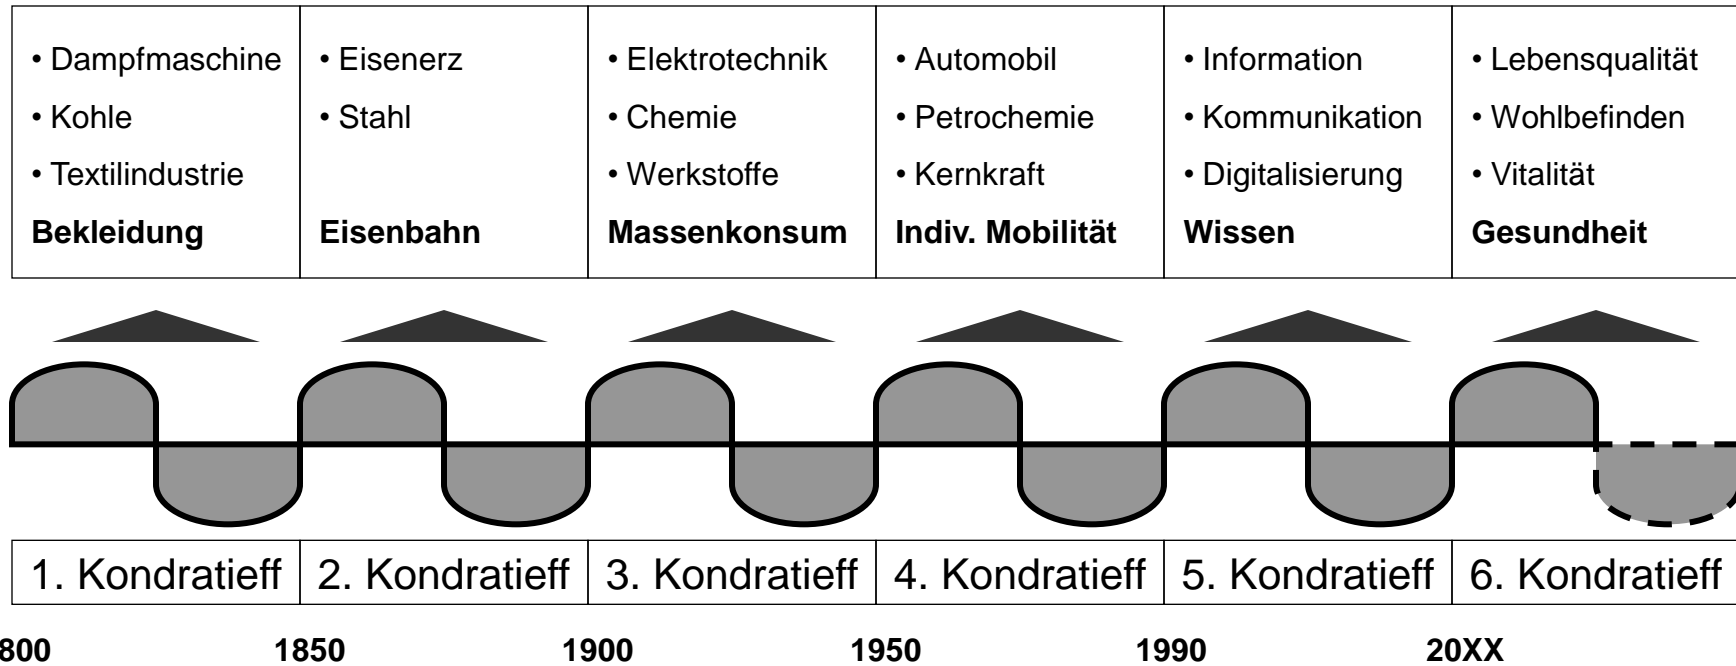 • Dampfmaschine
• Kohle
• Textilindustrie
Bekleidung
• Eisenerz
• Stahl
Eisenbahn
• Elektrotechnik
• Chemie
• Werkstoffe
Massenkonsum
• Automobil
• Petrochemie
• Kernkraft
Indiv. Mobilität
• Information
• Kommunikation
• Digitalisierung
Wissen
• Lebensqualität
• Wohlbefinden
• Vitalität
Gesundheit
1. Kondratieff
2. Kondratieff
3. Kondratieff
4. Kondratieff
5. Kondratieff
6. Kondratieff
800 1850 1900 1950 1990 20XX